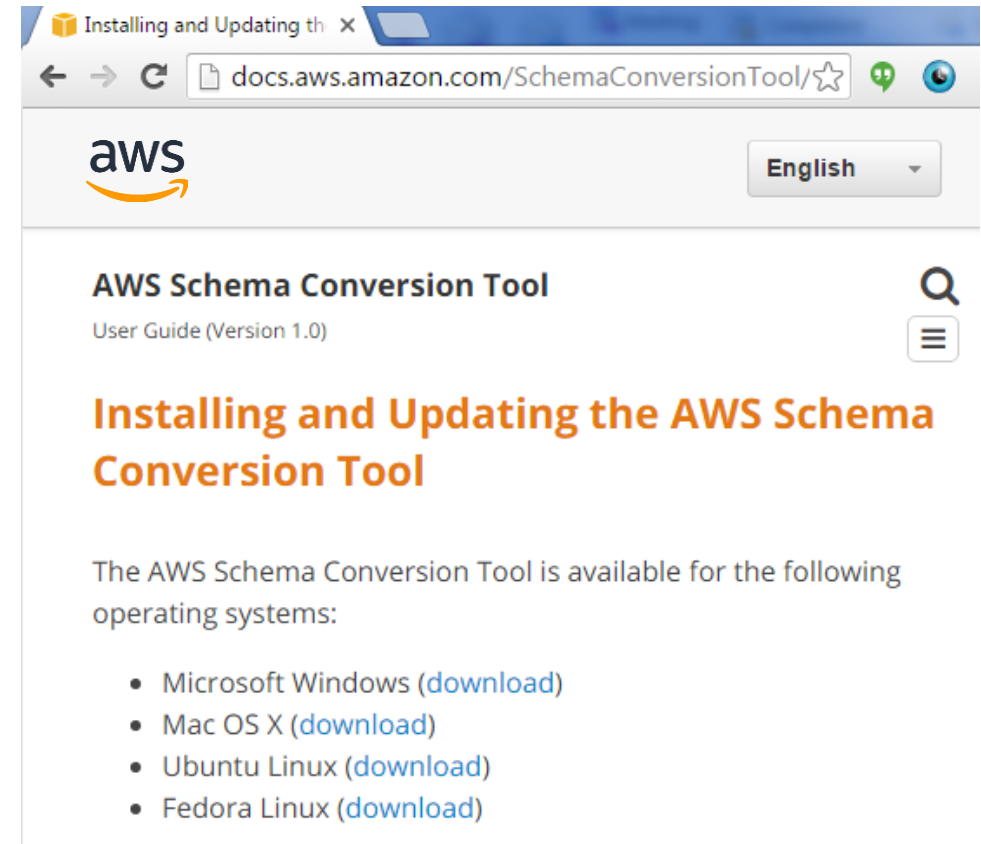 Installing and Updating th
docs.aws.amazon.com/SchemaConversionTool/
aws
English
AWS Schema Conversion Tool
User Guide (Version 1.0)
Installing and Updating the AWS Schema
Conversion Tool
The AWS Schema Conversion Tool is available for the following
operating systems:
• Microsoft Windows (download)
• Mac OS X (download)
• Ubuntu Linux (download)
• Fedora Linux (download)